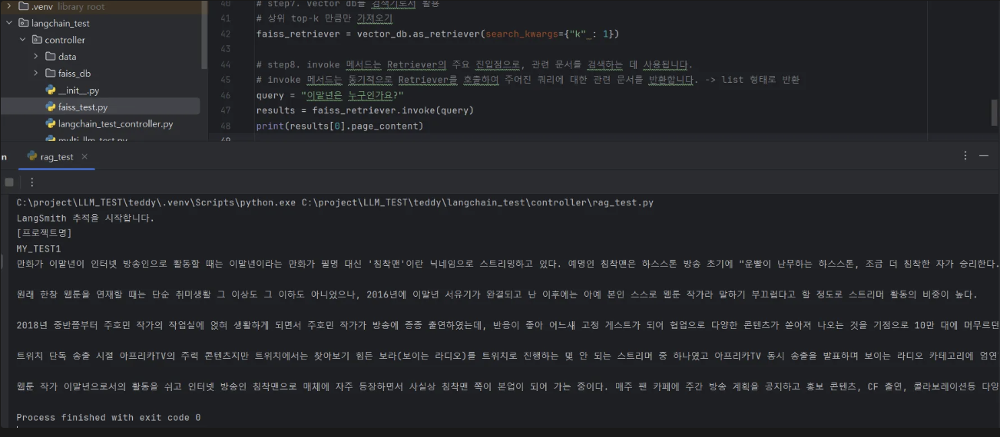 .venv library root
langchain_test
controller
data
faiss_db
__init__.py
faiss_test.py
langchain_test_controller.py
multi_llm_test.py
40 # step7. vector db를 검색기로서 활용
41 # 상위 top-k 만큼만 가져오기
42 faiss_retriever = vector_db.as_retriever(search_kwargs={"k"_: 1})
43
44 # step8. invoke 메서드는 Retriever의 주요 진입점으로, 관련 문서를 검색하는 데 사용됩니다.
45 # invoke 메서드는 동기적으로 Retriever를 호출하여 주어진 쿼리에 대한 관련 문서를 반환합니다. -> list 형태로 반환
46 query = "이말년은 누구인가요?"
47 results = faiss_retriever.invoke(query)
48 print(results[0].page_content)
49
n rag_test
C:\project\LLM_TEST\teddy\.venv\Scripts\python.exe C:\project\LLM_TEST\teddy\langchain_test\controller\rag_test.py
LangSmith 추적을 시작합니다.
[프로젝트명]
MY_TEST1
만화가 이말년이 인터넷 방송인으로 활동할 때는 이말년이라는 만화가 필명 대신 '침착맨'이란 닉네임으로 스트리밍하고 있다. 예명인 침착맨은 하스스톤 방송 초기에 "운빨이 난무하는 하스스톤, 조금 더 침착한 자가 승리한다.
원래 한창 웹툰을 연재할 때는 단순 취미생활 그 이상도 그 이하도 아니었으나, 2016년에 이말년 서유기가 완결되고 난 이후에는 아예 본인 스스로 웹툰 작가라 말하기 부끄럽다고 할 정도로 스트리머 활동의 비중이 높다.
2018년 중반쯤부터 주호민 작가의 작업실에 얹혀 생활하게 되면서 주호민 작가가 방송에 종종 출연하였는데, 반응이 좋아 어느새 고정 게스트가 되어 협업으로 다양한 콘텐츠가 쏟아져 나오는 것을 기점으로 10만 대에 머무르던
트위치 단독 송출 시절 아프리카TV의 주력 콘텐츠지만 트위치에서는 찾아보기 힘든 보라(보이는 라디오)를 트위치로 진행하는 몇 안 되는 스트리머 중 하나였고 아프리카TV 동시 송출을 발표하며 보이는 라디오 카테고리에 엄연
웹툰 작가 이말년으로서의 활동을 쉬고 인터넷 방송인 침착맨으로 매체에 자주 등장하면서 사실상 침착맨 쪽이 본업이 되어 가는 중이다. 매주 팬 카페에 주간 방송 계획을 공지하고 홍보 콘텐츠, CF 출연, 콜라보레이션등 다양
Process finished with exit code 0